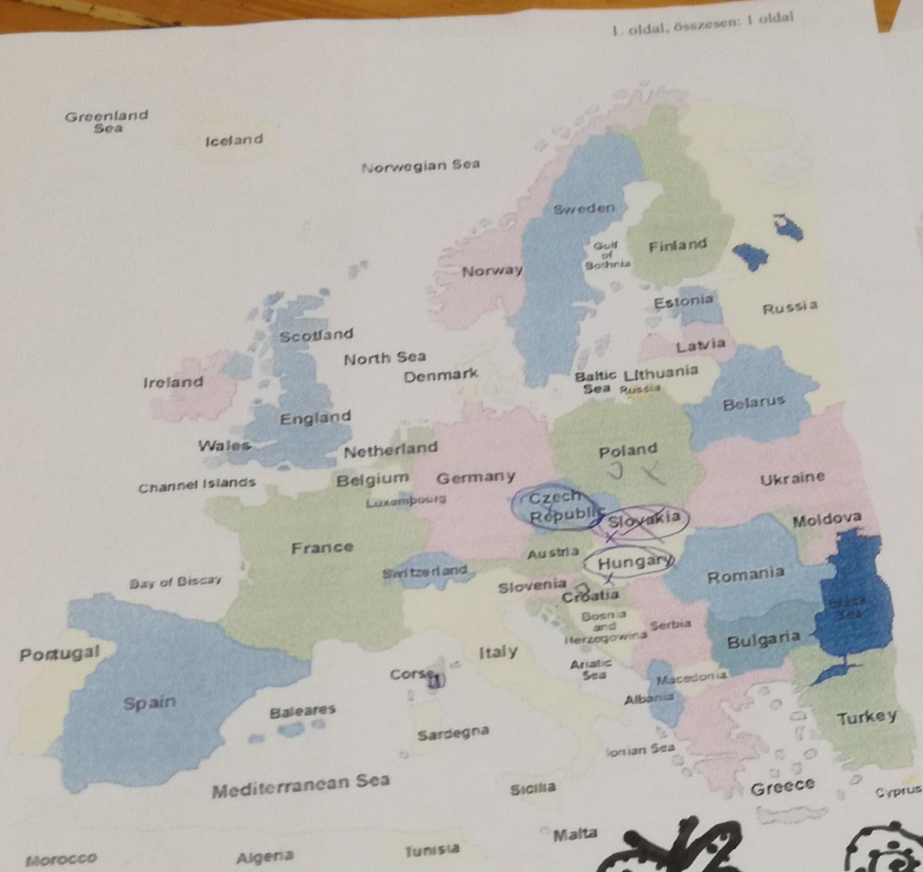 1. oldal, összesen: 1 oldal
Greenland
Sea
Iceland
Norwegian Sea
Sweden
Gulf
of
Bothnia
Finland
Norway
Estonia
Russia
Scotland
North Sea
Latvia
Ireland
Denmark
Baltic
Sea
Lithuania
Russia
Belarus
England
Wales
Netherland
Poland
Channel Islands
Belgium
Germany
Ukraine
Luxembourg
Czech
Republic
Slovakia
Moldova
France
Austria
Hungary
Switzerland
Romania
Day of Biscay
Slovenia
Croatia
Black
Sea
Bosnia
and
Herzegowina
Serbia
Bulgaria
Portugal
Italy
Ariatic
Sea
Corse
Macedonia
Albania
Spain
Baleares
Turkey
Sardegna
Ionian Sea
Mediterranean Sea
Sicilia
Greece
Cyprus
Malta
Morocco
Algeria
Tunisia